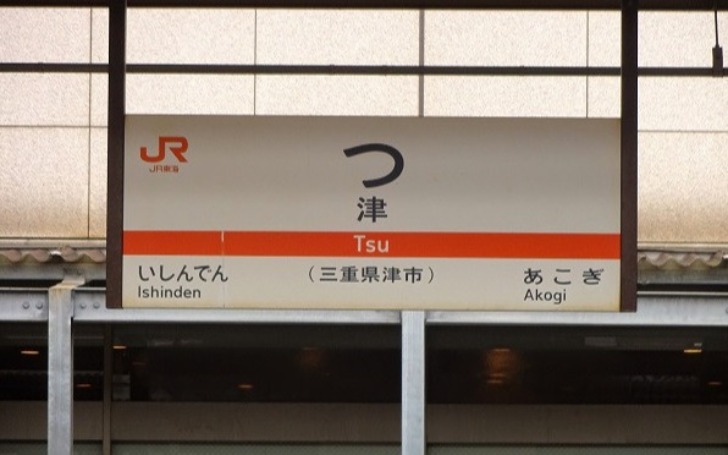 JR
JR東海
つ
津
Tsu
いしんでん
Ishinden
（三重県津市）
あこぎ
Akogi